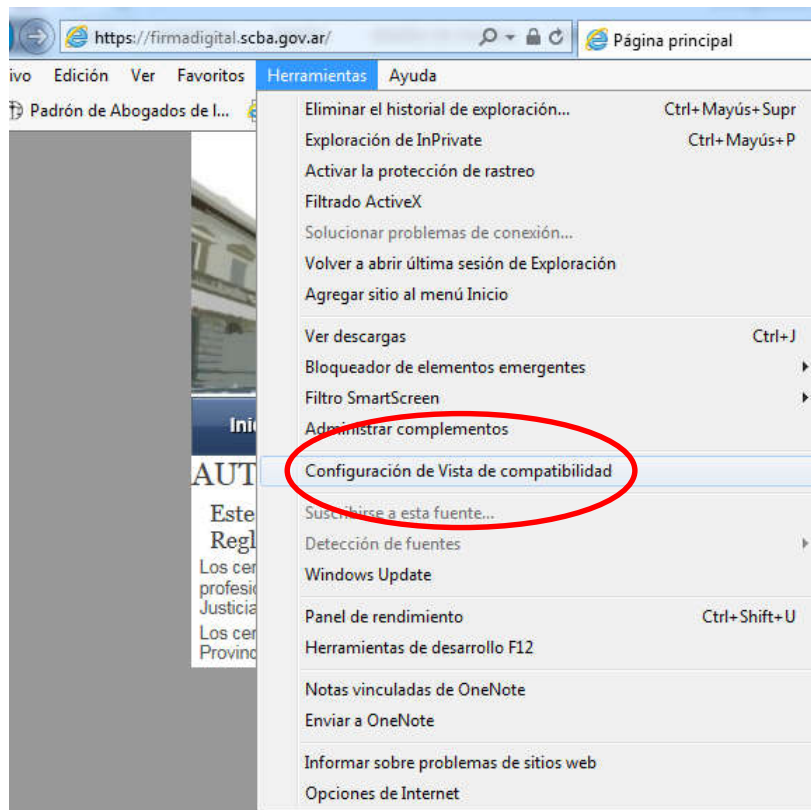 https://firmadigital.scba.gov.ar/
Página principal
ivo Edición Ver Favoritos Herramientas Ayuda
Padrón de Abogados de l...
Eliminar el historial de exploración... Ctrl+Mayús+Supr
Exploración de InPrivate Ctrl+Mayús+P
Activar la protección de rastreo
Filtrado ActiveX
Solucionar problemas de conexión...
Volver a abrir última sesión de Exploración
Agregar sitio al menú Inicio
Ver descargas Ctrl+J
Bloqueador de elementos emergentes
Filtro SmartScreen
Administrar complementos
Configuración de Vista de compatibilidad
Suscribirse a esta fuente...
Detección de fuentes
Windows Update
Panel de rendimiento Ctrl+Shift+U
Herramientas de desarrollo F12
Notas vinculadas de OneNote
Enviar a OneNote
Informar sobre problemas de sitios web
Opciones de Internet
Ini
AUT
Este
Regl
Los cer
profesi
Justicia
Los cer
Provinc